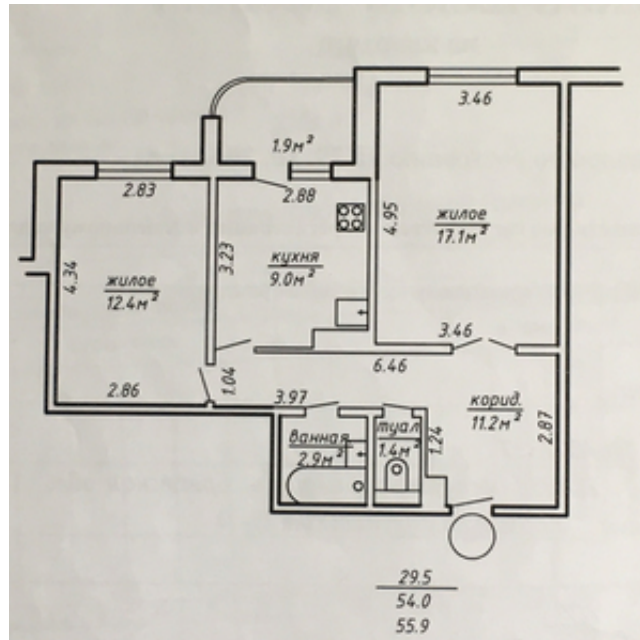 3.46
1.9м²
2.83
2.88
4.95
жилое
17.1м²
3.23
кухня
9.0м²
4.34
жилое
12.4м²
3.46
6.46
1.04
2.86
3.97
корид.
11.2м²
2.87
ванная
2.9м²
туал
1.4м²
1.24
29.5
54.0
55.9